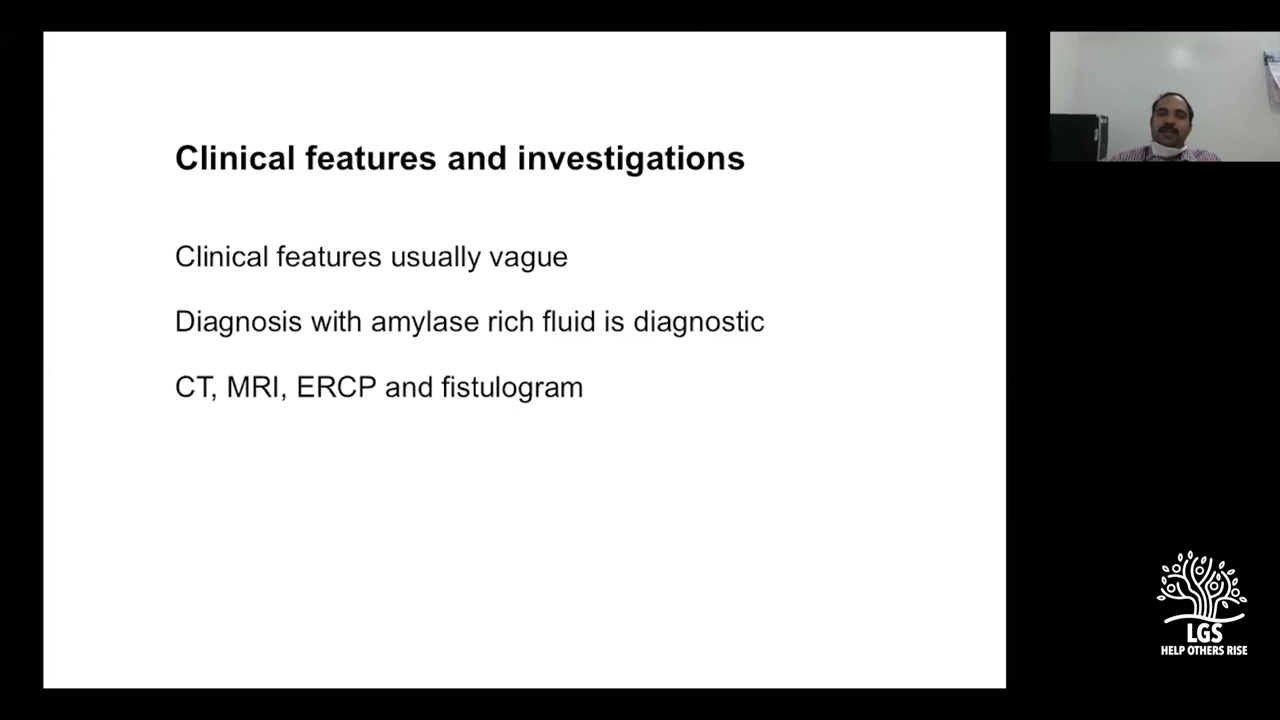 Clinical features and investigations
Clinical features usually vague
Diagnosis with amylase rich fluid is diagnostic
CT, MRI, ERCP and fistulogram
LGS
HELP OTHERS RISE